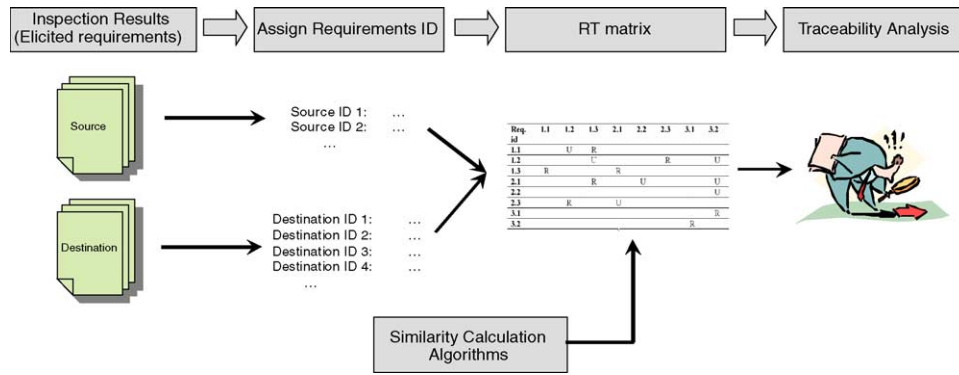 Inspection Results
(Elicited requirements)
Assign Requirements ID
RT matrix
Traceability Analysis
Source
Source ID 1: ...
Source ID 2: ...
...
Destination
Destination ID 1: ...
Destination ID 2: ...
Destination ID 3: ...
Destination ID 4: ...
...
Req. 1.1 1.2 1.3 2.1 2.2 2.3 3.1 3.2
id
1.1 U R
1.2 U R U
1.3 R R
2.1 R U U
2.2 U
2.3 R U
3.1 R
3.2 R
Similarity Calculation
Algorithms